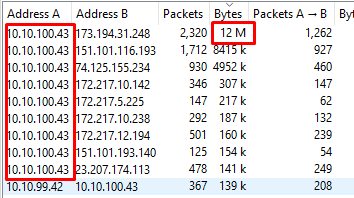 Address A Address B Packets Bytes Packets A → B
10.10.100.43 173.194.31.248 2,320 12 M 1,262
10.10.100.43 151.101.116.193 1,712 8415 k 927
10.10.100.43 74.125.155.234 930 4952 k 460
10.10.100.43 172.217.10.142 346 307 k 147
10.10.100.43 172.217.5.225 147 217 k 62
10.10.100.43 172.217.10.238 292 187 k 132
10.10.100.43 172.217.12.194 501 160 k 239
10.10.100.43 151.101.193.140 125 154 k 54
10.10.100.43 23.207.174.113 478 141 k 249
10.10.99.42 10.10.100.43 367 139 k 208